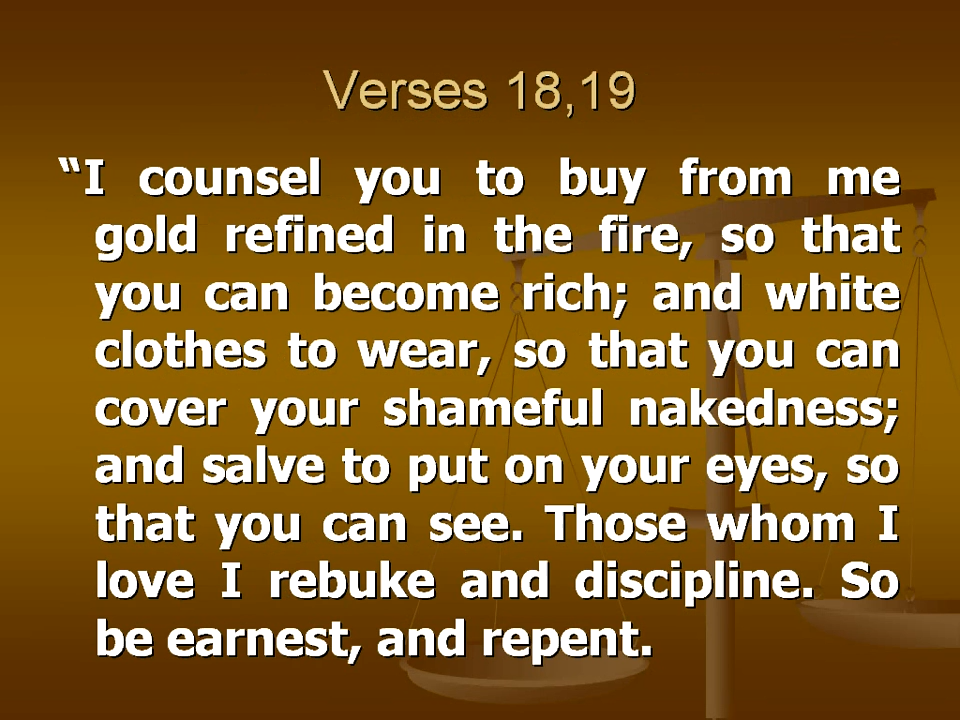 Verses 18,19
“I counsel you to buy from me
gold refined in the fire, so that
you can become rich; and white
clothes to wear, so that you can
cover your shameful nakedness;
and salve to put on your eyes, so
that you can see. Those whom I
love I rebuke and discipline. So
be earnest, and repent.